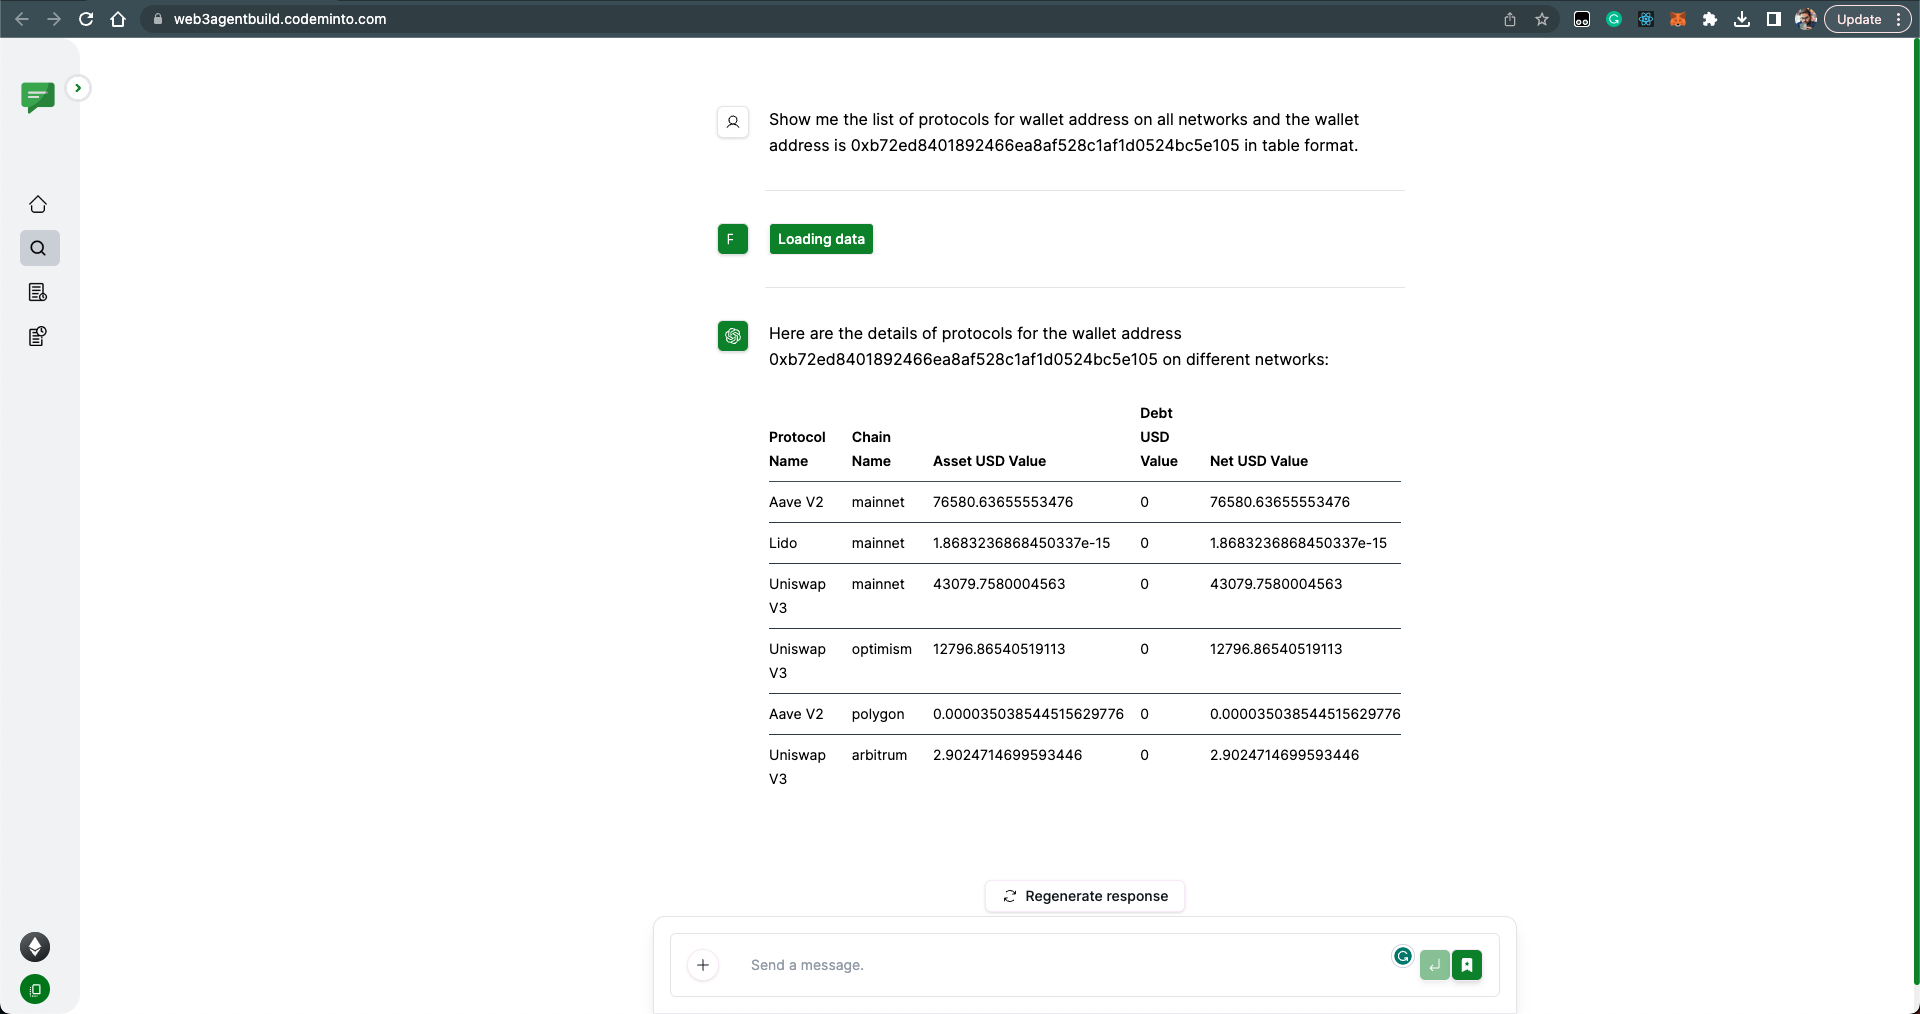 web3agentbuild.codeminto.com
Update
Show me the list of protocols for wallet address on all networks and the wallet
address is 0xb72ed8401892466ea8af528c1af1d0524bc5e105 in table format.
F
Loading data
Here are the details of protocols for the wallet address
0xb72ed8401892466ea8af528c1af1d0524bc5e105 on different networks:
Protocol Name Chain Name Asset USD Value Debt USD Value Net USD Value
Aave V2 mainnet 76580.63655553476 0 76580.63655553476
Lido mainnet 1.8683236868450337e-15 0 1.8683236868450337e-15
Uniswap V3 mainnet 43079.7580004563 0 43079.7580004563
Uniswap V3 optimism 12796.86540519113 0 12796.86540519113
Aave V2 polygon 0.000035038544515629776 0 0.000035038544515629776
Uniswap V3 arbitrum 2.9024714699593446 0 2.9024714699593446
Regenerate response
Send a message.